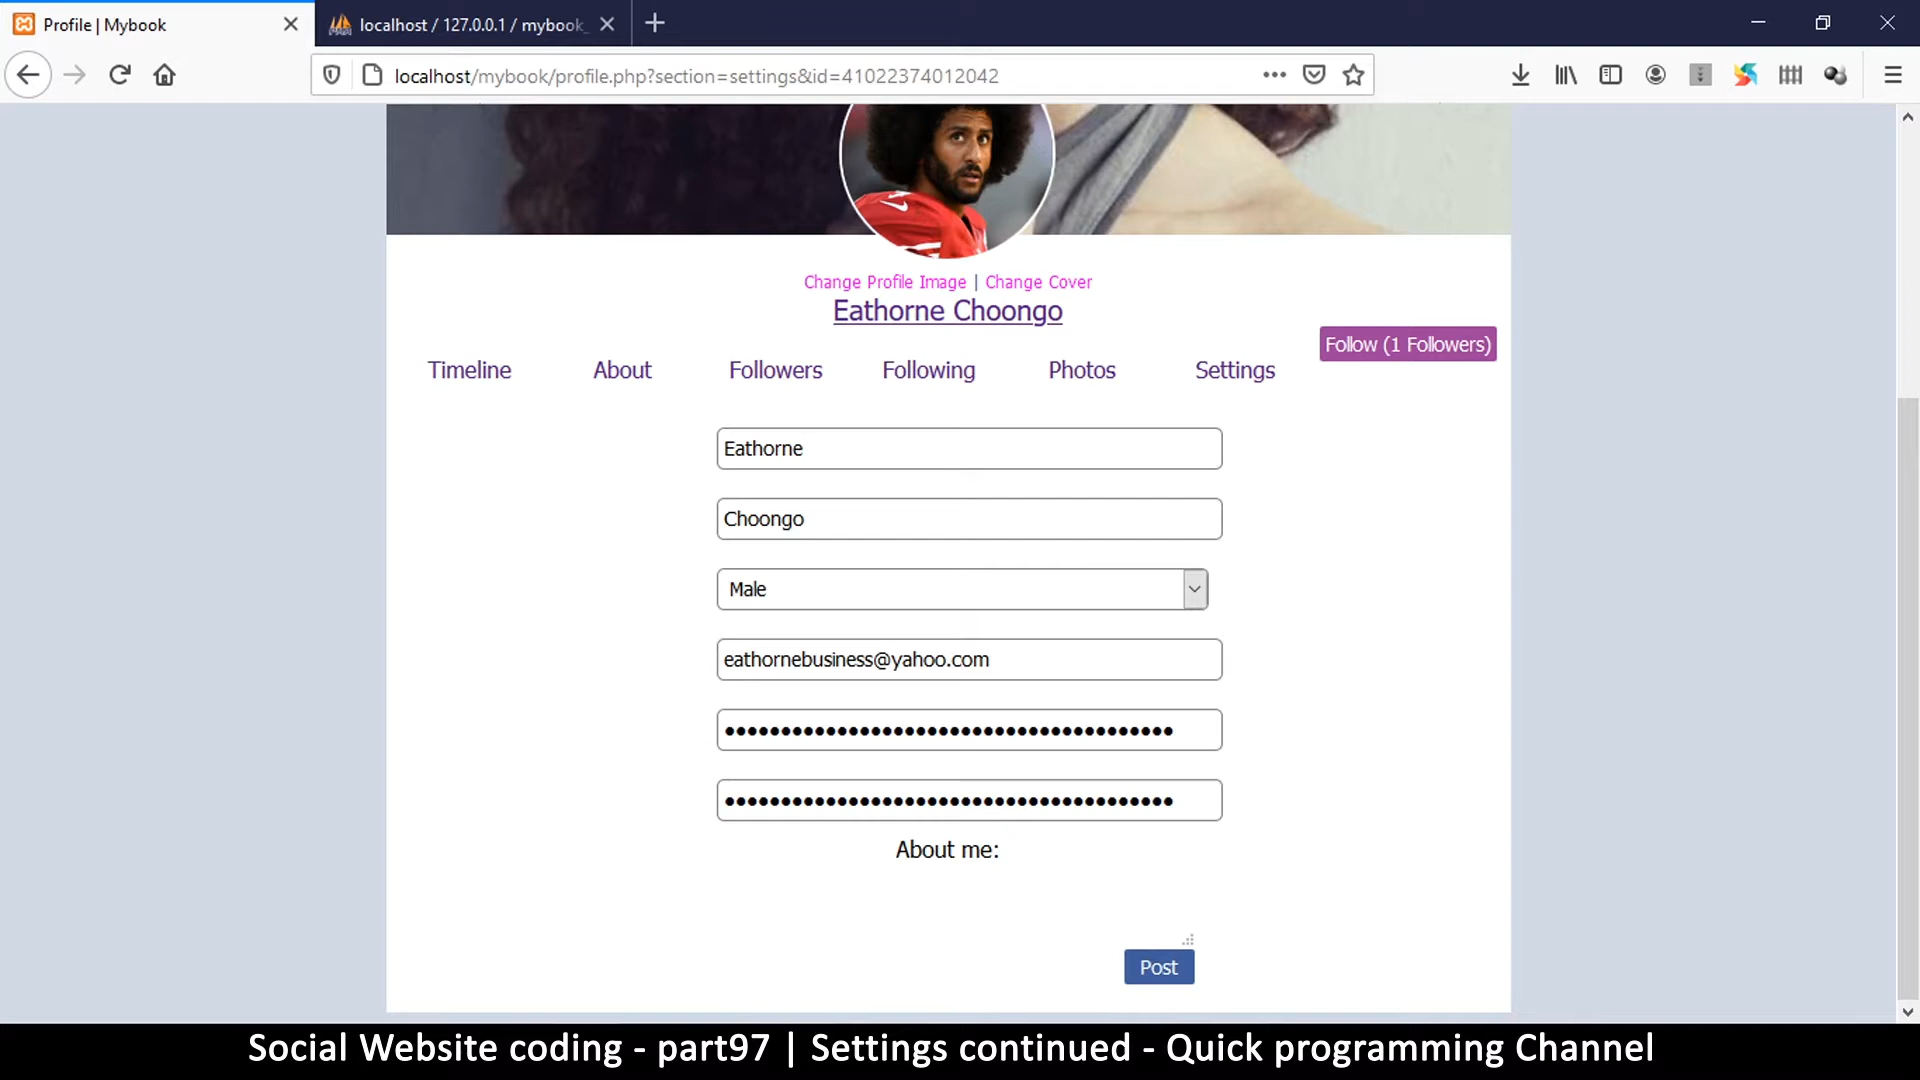 Profile | Mybook
localhost / 127.0.0.1 / mybook_
localhost/mybook/profile.php?section=settings&id=41022374012042
Change Profile Image | Change Cover
Eathorne Choongo
Follow (1 Followers)
Timeline About Followers Following Photos Settings
Eathorne
Choongo
Male
eathornebusiness@yahoo.com
••••••••••••••••••••••••••••••••••••••••
••••••••••••••••••••••••••••••••••••••••
About me:
Post
Social Website coding - part97 | Settings continued - Quick programming Channel